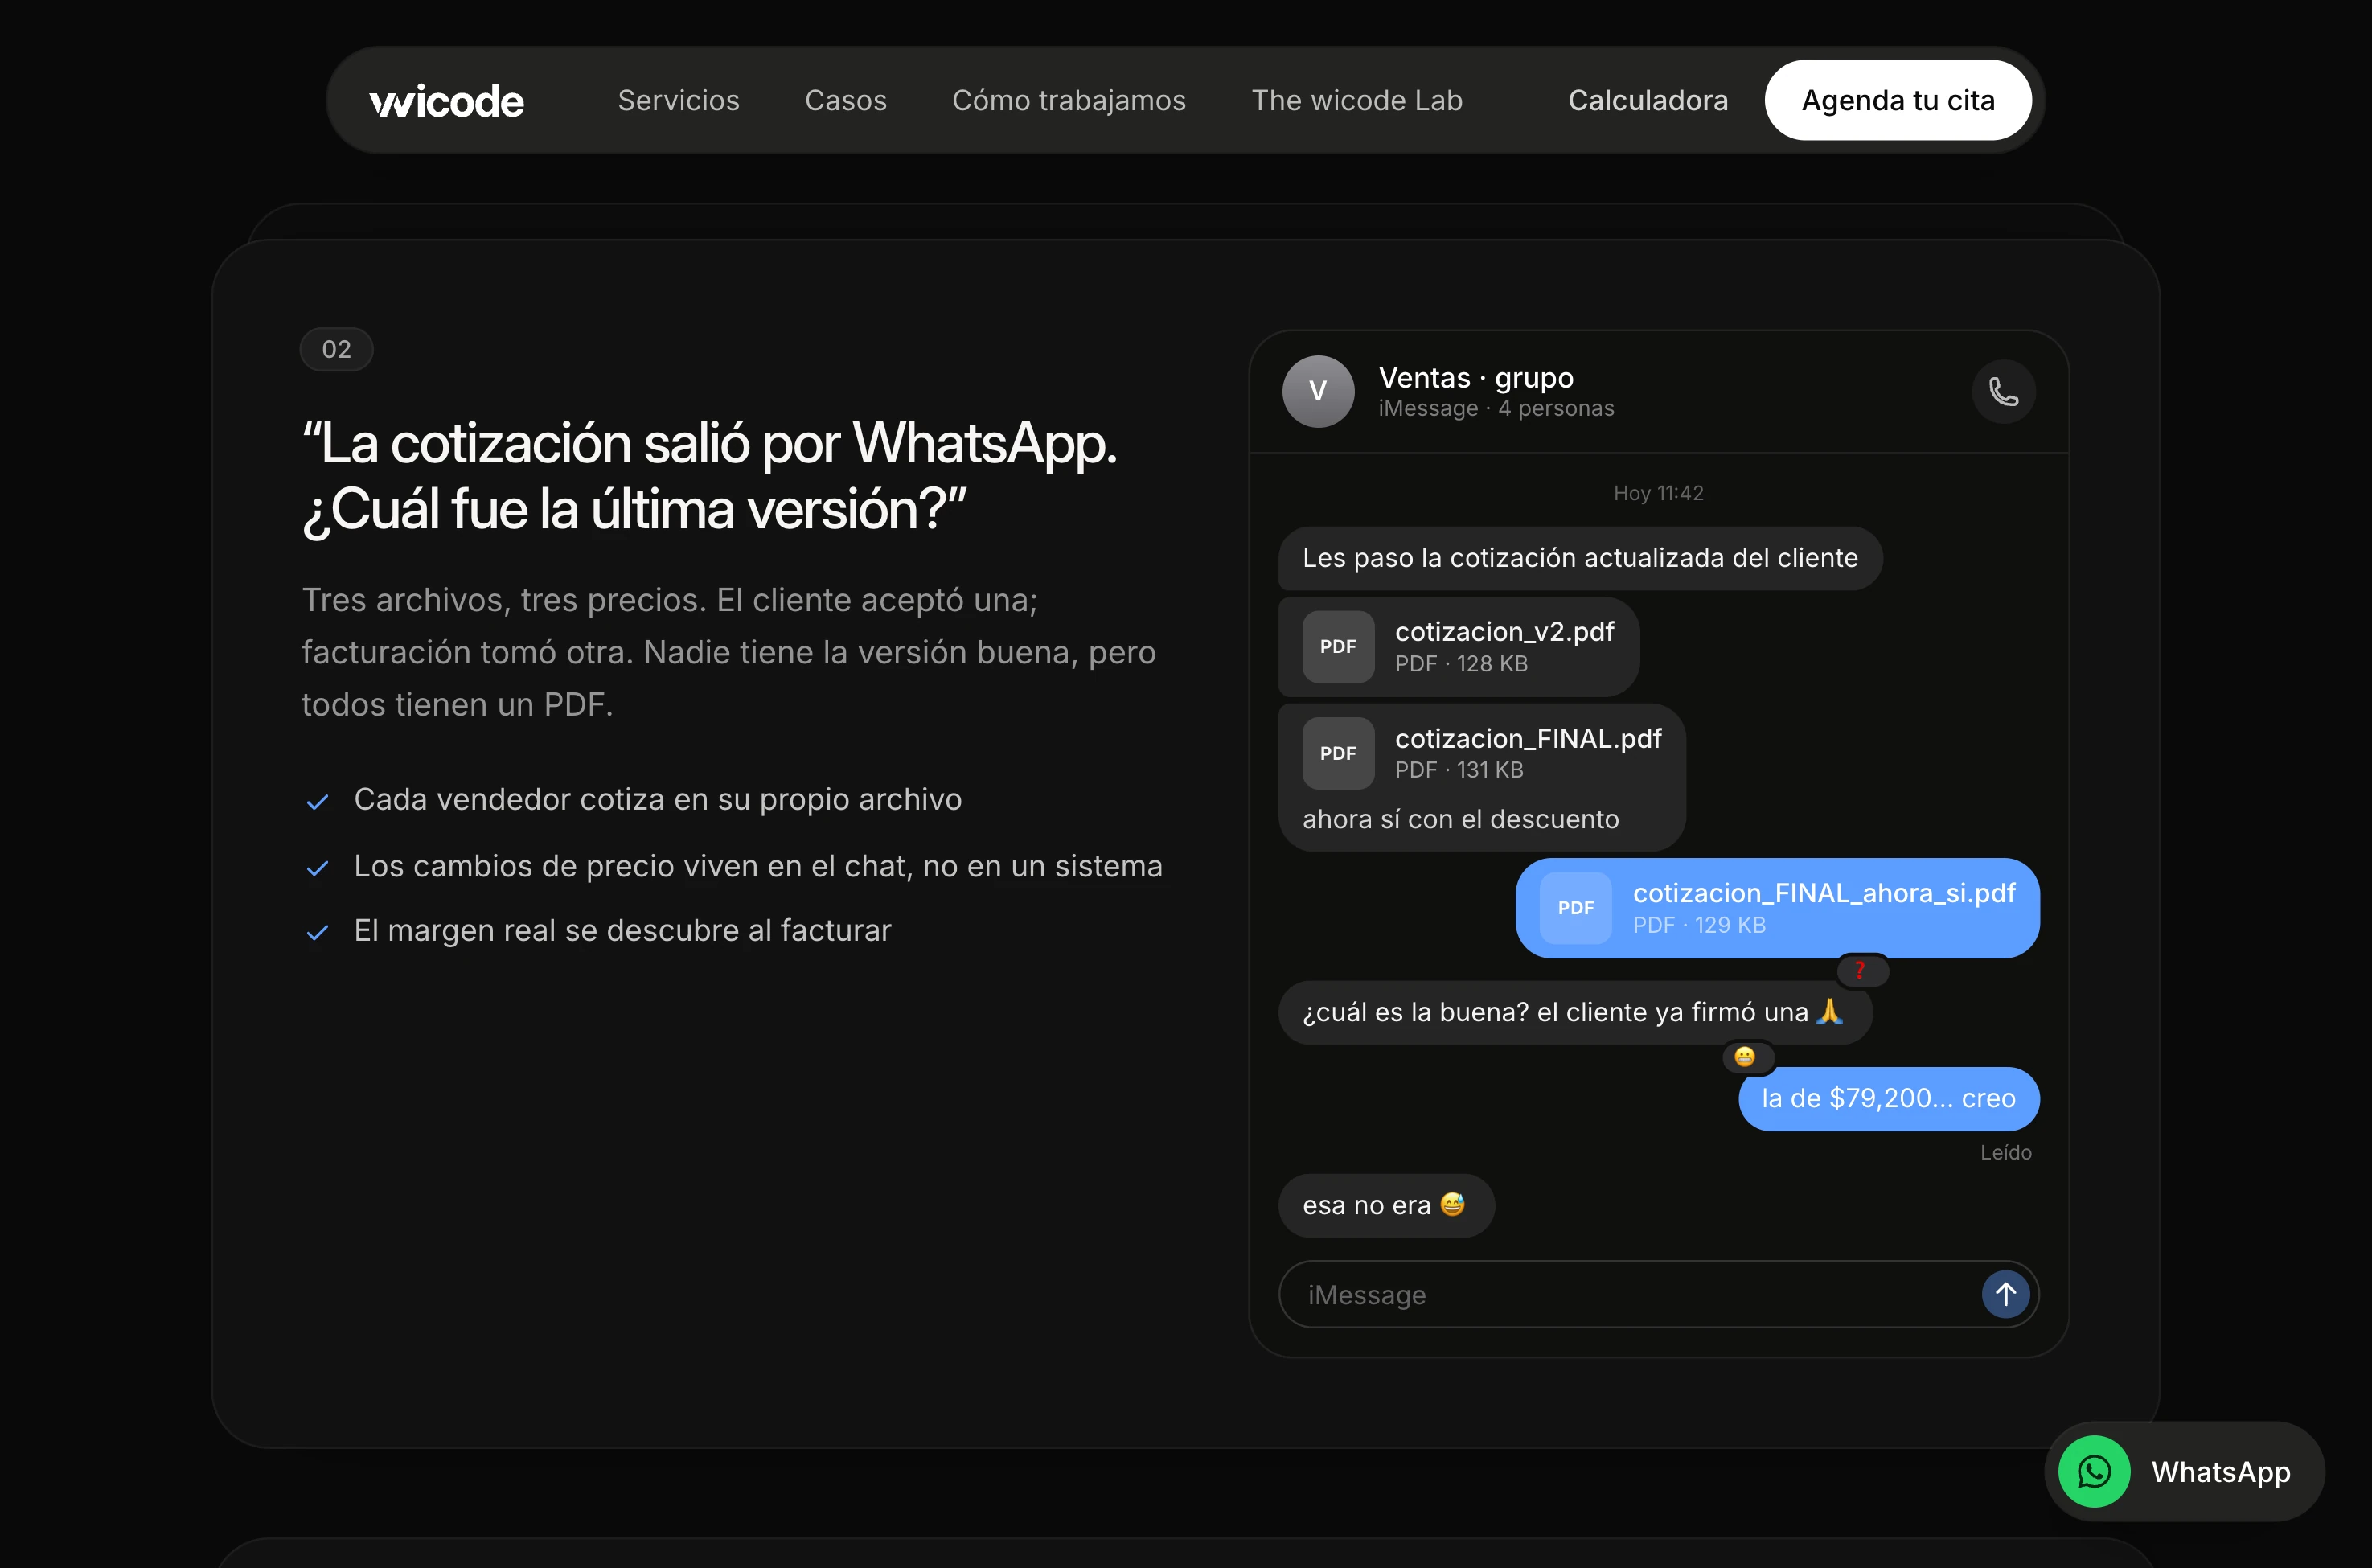 wicode
Servicios
Casos
Cómo trabajamos
The wicode Lab
Calculadora
Agenda tu cita
02
“La cotización salió por WhatsApp.
¿Cuál fue la última versión?”
Tres archivos, tres precios. El cliente aceptó una;
facturación tomó otra. Nadie tiene la versión buena, pero
todos tienen un PDF.
Cada vendedor cotiza en su propio archivo
Los cambios de precio viven en el chat, no en un sistema
El margen real se descubre al facturar
V
Ventas · grupo
iMessage · 4 personas
Hoy 11:42
Les paso la cotización actualizada del cliente
PDF
cotizacion_v2.pdf
PDF · 128 KB
PDF
cotizacion_FINAL.pdf
PDF · 131 KB
ahora sí con el descuento
PDF
cotizacion_FINAL_ahora_si.pdf
PDF · 129 KB
❓
¿cuál es la buena? el cliente ya firmó una 🙏
😬
la de $79,200... creo
Leído
esa no era 😅
iMessage
WhatsApp